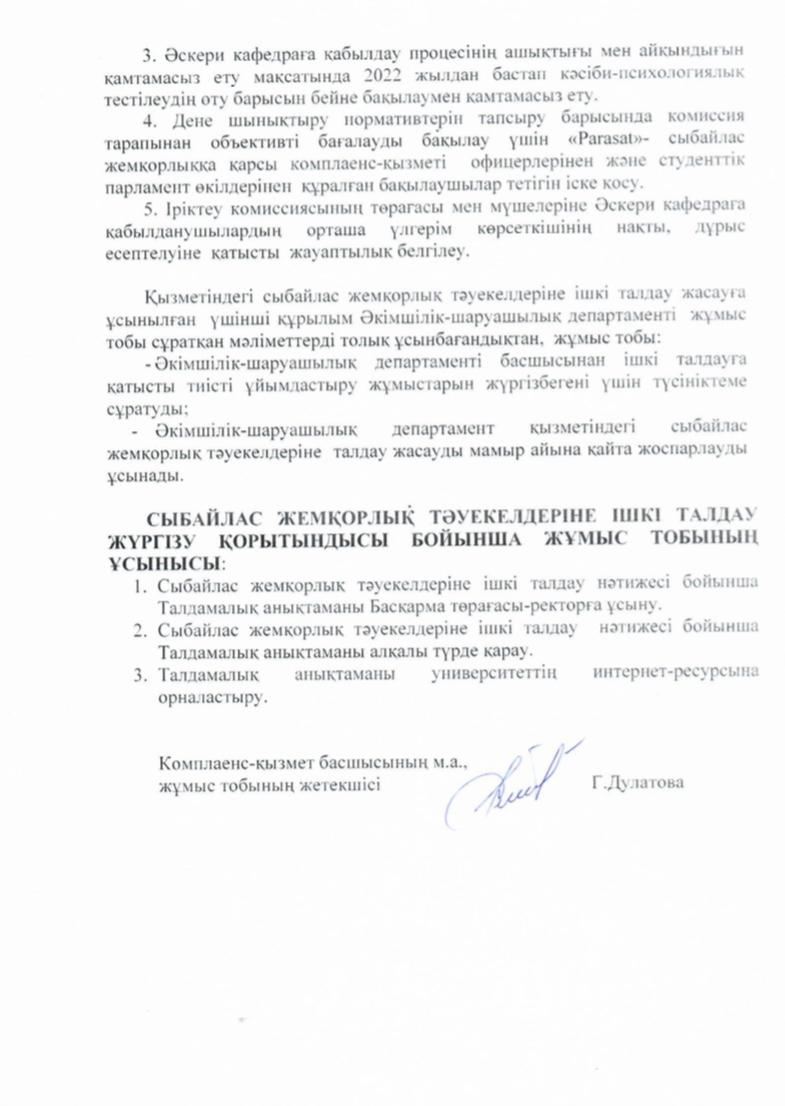 3. Әскери кафедраға қабылдау процесінің ашықтығы мен айқындығын
қамтамасыз ету мақсатында 2022 жылдан бастап кәсіби-психологиялық
тестілеудің өту барысын бейне бақылаумен қамтамасыз ету.
4. Дене шынықтыру нормативтерін тапсыру барысында комиссия
тарапынан объективті бағалауды бақылау үшін «Parasat»- сыбайлас
жемқорлыққа қарсы комплаенс-қызметі офицерлерінен және студенттік
парламент өкілдерінен құралған бақылаушылар тетігін іске қосу.
5. Іріктеу комиссиясының төрағасы мен мүшелеріне Әскери кафедраға
қабылданушылардың орташа үлгерім көрсеткішінің нақты, дұрыс
есептелуіне қатысты жауаптылық белгілеу.
Қызметіндегі сыбайлас жемқорлық тәуекелдеріне ішкі талдау жасауға
ұсынылған үшінші құрылым Әкімшілік-шаруашылық департаменті жұмыс
тобы сұратқан мәліметтерді толық ұсынбағандықтан, жұмыс тобы:
- Әкімшілік-шаруашылық департаменті басшысынан ішкі талдауға
қатысты тиісті ұйымдастыру жұмыстарын жүргізбегені үшін түсініктеме
сұратуды;
- Әкімшілік-шаруашылық департамент қызметіндегі сыбайлас
жемқорлық тәуекелдеріне талдау жасауды мамыр айына қайта жоспарлауды
ұсынады.
СЫБАЙЛАС ЖЕМҚОРЛЫҚ ТӘУЕКЕЛДЕРІНЕ ІШКІ ТАЛДАУ
ЖҮРГІЗУ ҚОРЫТЫНДЫСЫ БОЙЫНША ЖҰМЫС ТОБЫНЫҢ
ҰСЫНЫСЫ:
1. Сыбайлас жемқорлық тәуекелдеріне ішкі талдау нәтижесі бойынша
Талдамалық анықтаманы Басқарма төрағасы-ректорға ұсыну.
2. Сыбайлас жемқорлық тәуекелдеріне ішкі талдау нәтижесі бойынша
Талдамалық анықтаманы алқалы түрде қарау.
3. Талдамалық анықтаманы университеттің интернет-ресурсына
орналастыру.
Комплаенс-қызмет басшысының м.а.,
жұмыс тобының жетекшісі Г.Дулатова